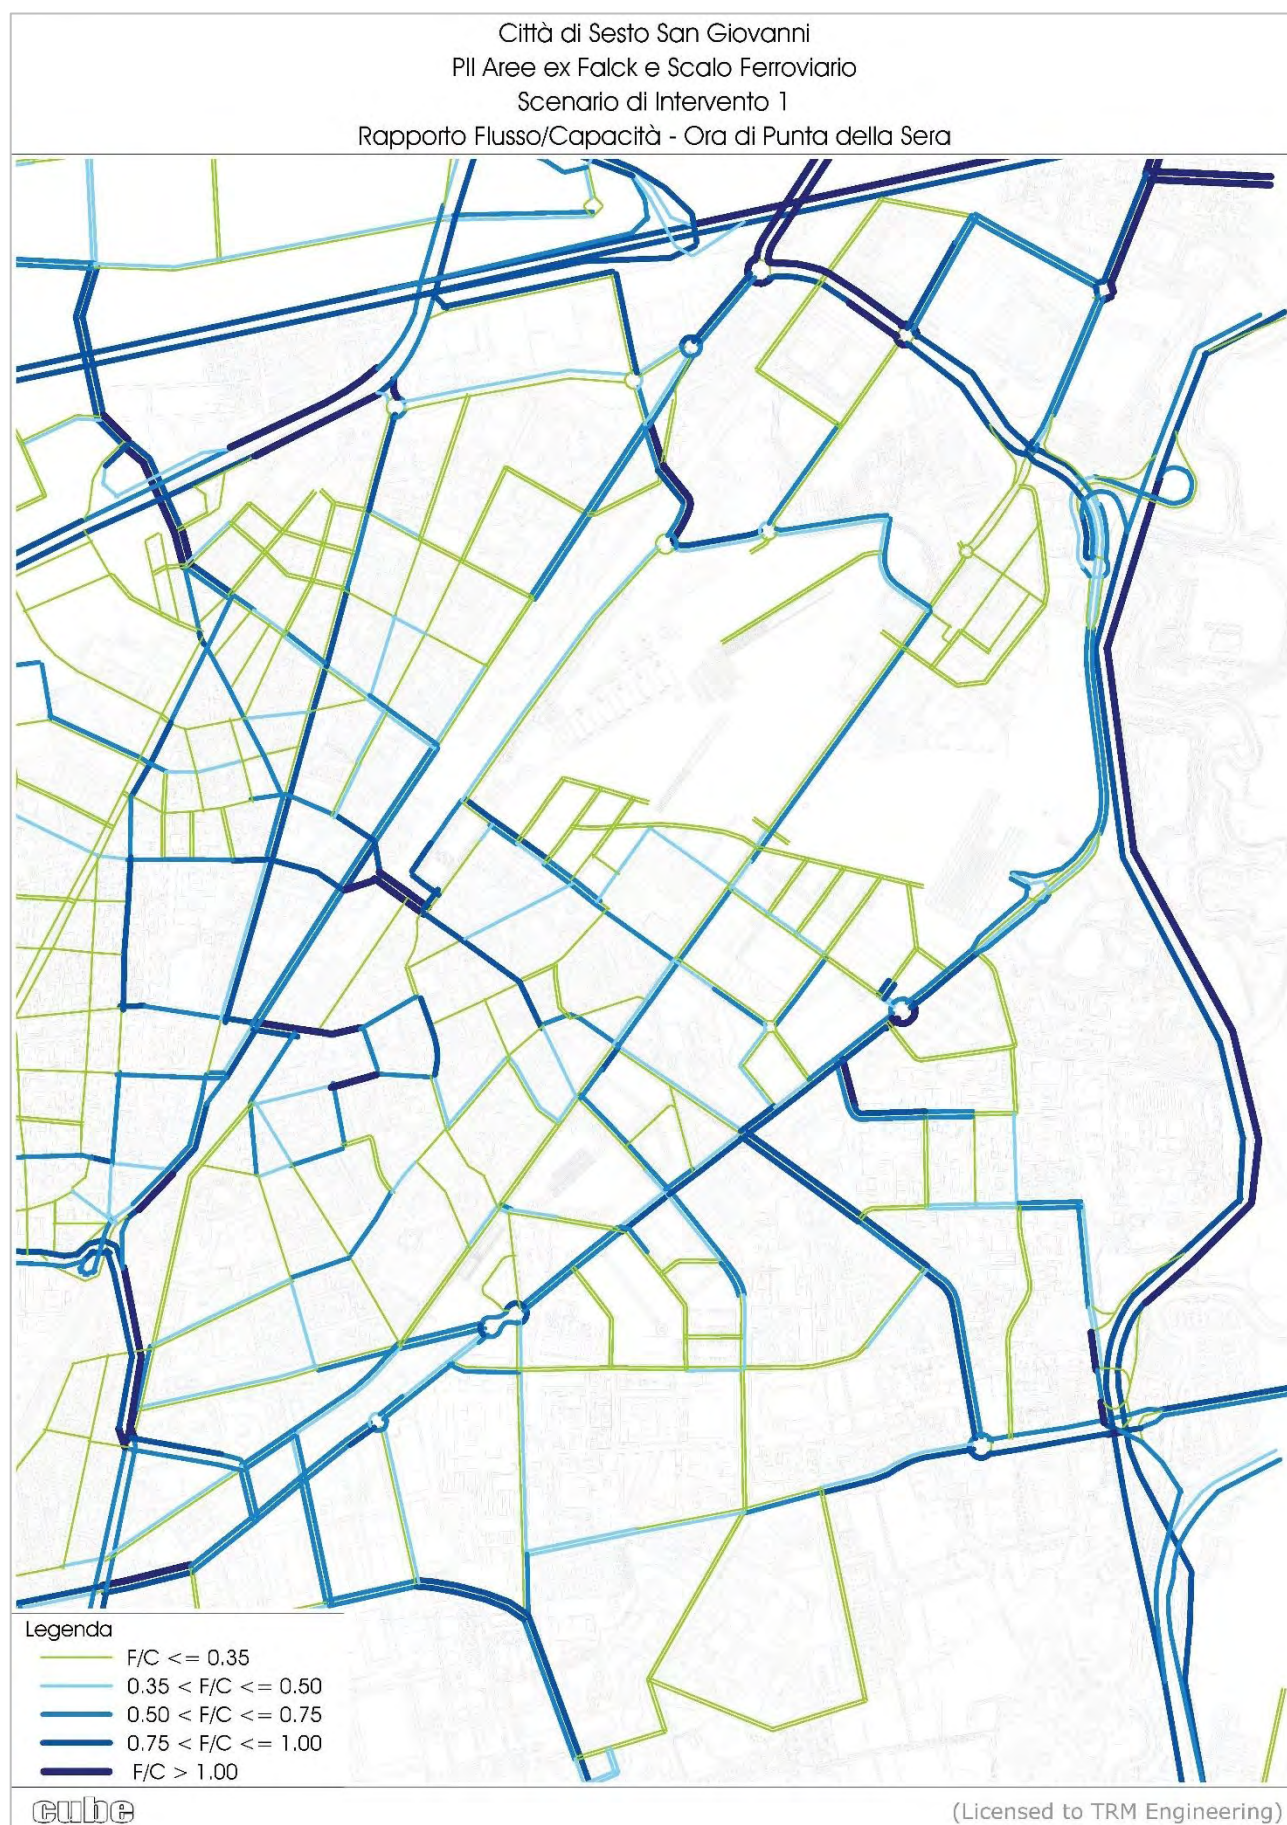 Città di Sesto San Giovanni
PII Aree ex Falck e Scalo Ferroviario
Scenario di Intervento 1
Rapporto Flusso/Capacità - Ora di Punta della Sera
Legenda
F/C <= 0.35
0.35 < F/C <= 0.50
0.50 < F/C <= 0.75
0.75 < F/C <= 1.00
F/C > 1.00
cube
(Licensed to TRM Engineering)